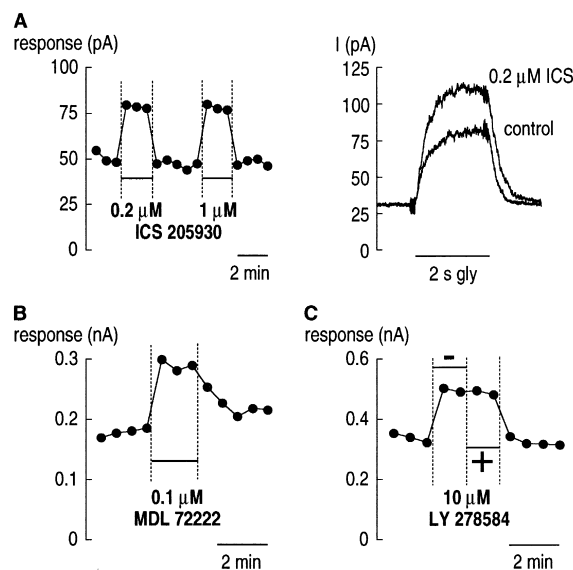 A
response (pA)
100
75
50
25
0
0.2 µM
1 µM
ICS 205930
2 min
I (pA)
125
100
75
50
25
0
0.2 µM ICS
control
2 s gly
B
response (nA)
0.3
0.2
0.1
0
0.1 µM
MDL 72222
2 min
C
response (nA)
0.6
0.4
0.2
0
-
+
10 µM
LY 278584
2 min